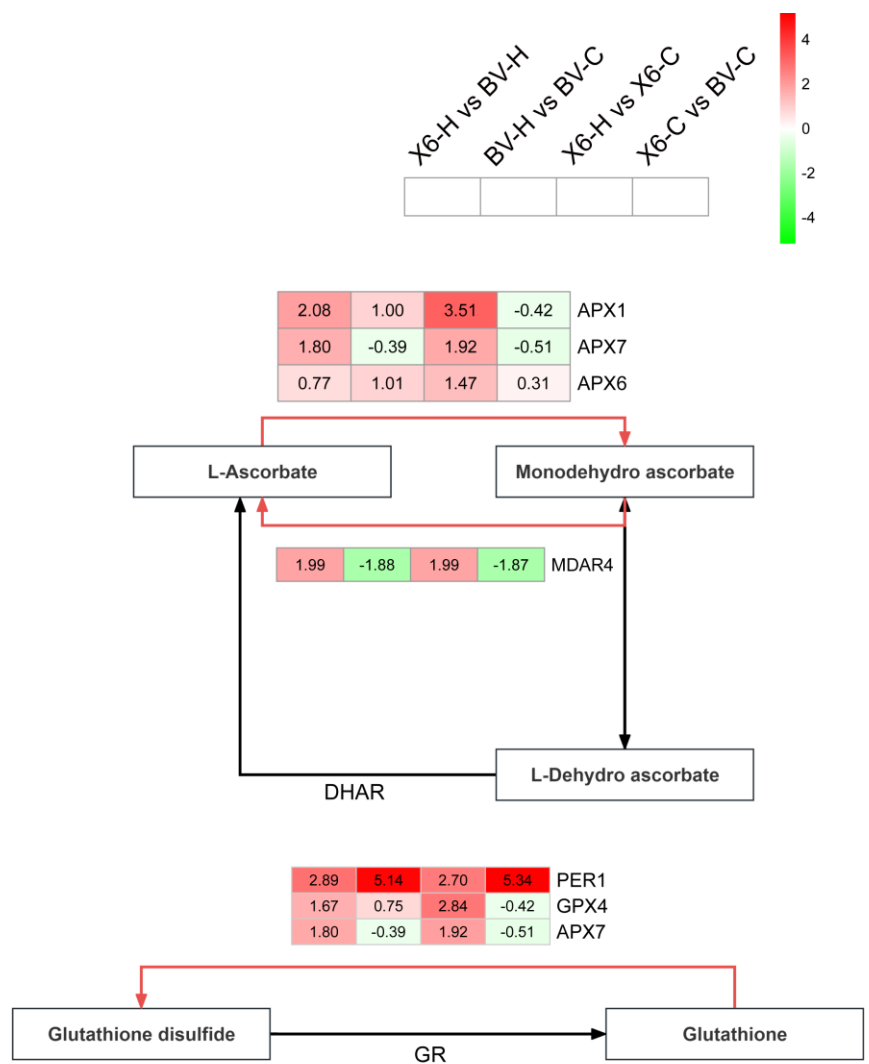 X6-H vs BV-H
BV-H vs BV-C
X6-H vs X6-C
X6-C vs BV-C
4
2
0
-2
-4
2.08 1.00 3.51 -0.42 APX1
1.80 -0.39 1.92 -0.51 APX7
0.77 1.01 1.47 0.31 APX6
L-Ascorbate
Monodehydro ascorbate
1.99 -1.88 1.99 -1.87 MDAR4
L-Dehydro ascorbate
DHAR
2.89 5.14 2.70 5.34 PER1
1.67 0.75 2.84 -0.42 GPX4
1.80 -0.39 1.92 -0.51 APX7
Glutathione disulfide
Glutathione
GR